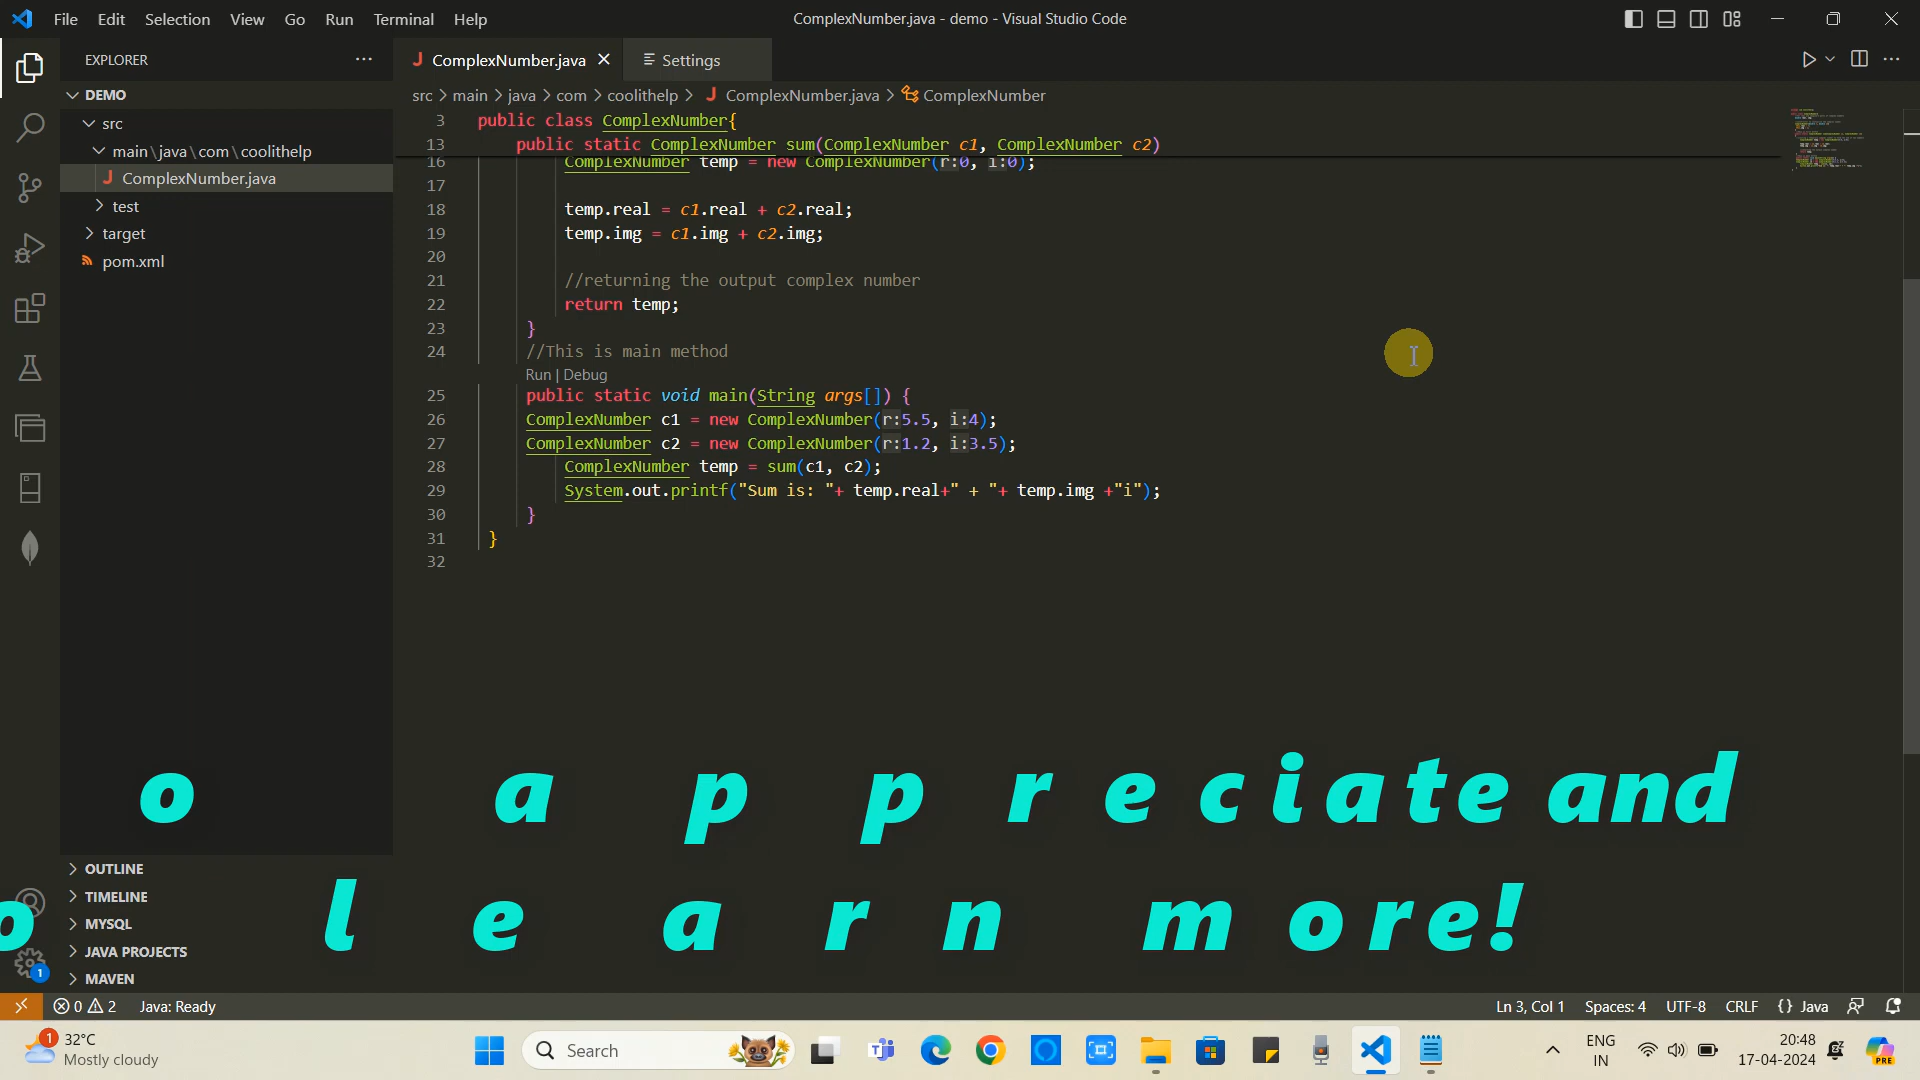 File Edit Selection View Go Run Terminal Help
ComplexNumber.java - demo - Visual Studio Code
EXPLORER
ComplexNumber.java
Settings
DEMO
src
main\java\com\coolithelp
ComplexNumber.java
test
target
pom.xml
src > main > java > com > coolithelp > ComplexNumber.java > ComplexNumber
3 public class ComplexNumber{
13 public static ComplexNumber sum(ComplexNumber c1, ComplexNumber c2)
16 ComplexNumber temp = new ComplexNumber(r:0, i:0);
17
18 temp.real = c1.real + c2.real;
19 temp.img = c1.img + c2.img;
20
21 //returning the output complex number
22 return temp;
23 }
24 //This is main method
Run | Debug
25 public static void main(String args[]) {
26 ComplexNumber c1 = new ComplexNumber(r:5.5, i:4);
27 ComplexNumber c2 = new ComplexNumber(r:1.2, i:3.5);
28 ComplexNumber temp = sum(c1, c2);
29 System.out.printf("Sum is: "+ temp.real+" + "+ temp.img +"i");
30 }
31 }
32
o appreciate and
o learn more!
OUTLINE
TIMELINE
MYSQL
JAVA PROJECTS
MAVEN
1
0 2 Java: Ready
Ln 3, Col 1 Spaces: 4 UTF-8 CRLF {} Java
1
32°C
Mostly cloudy
Search
ENG
IN
20:48
17-04-2024
PRE